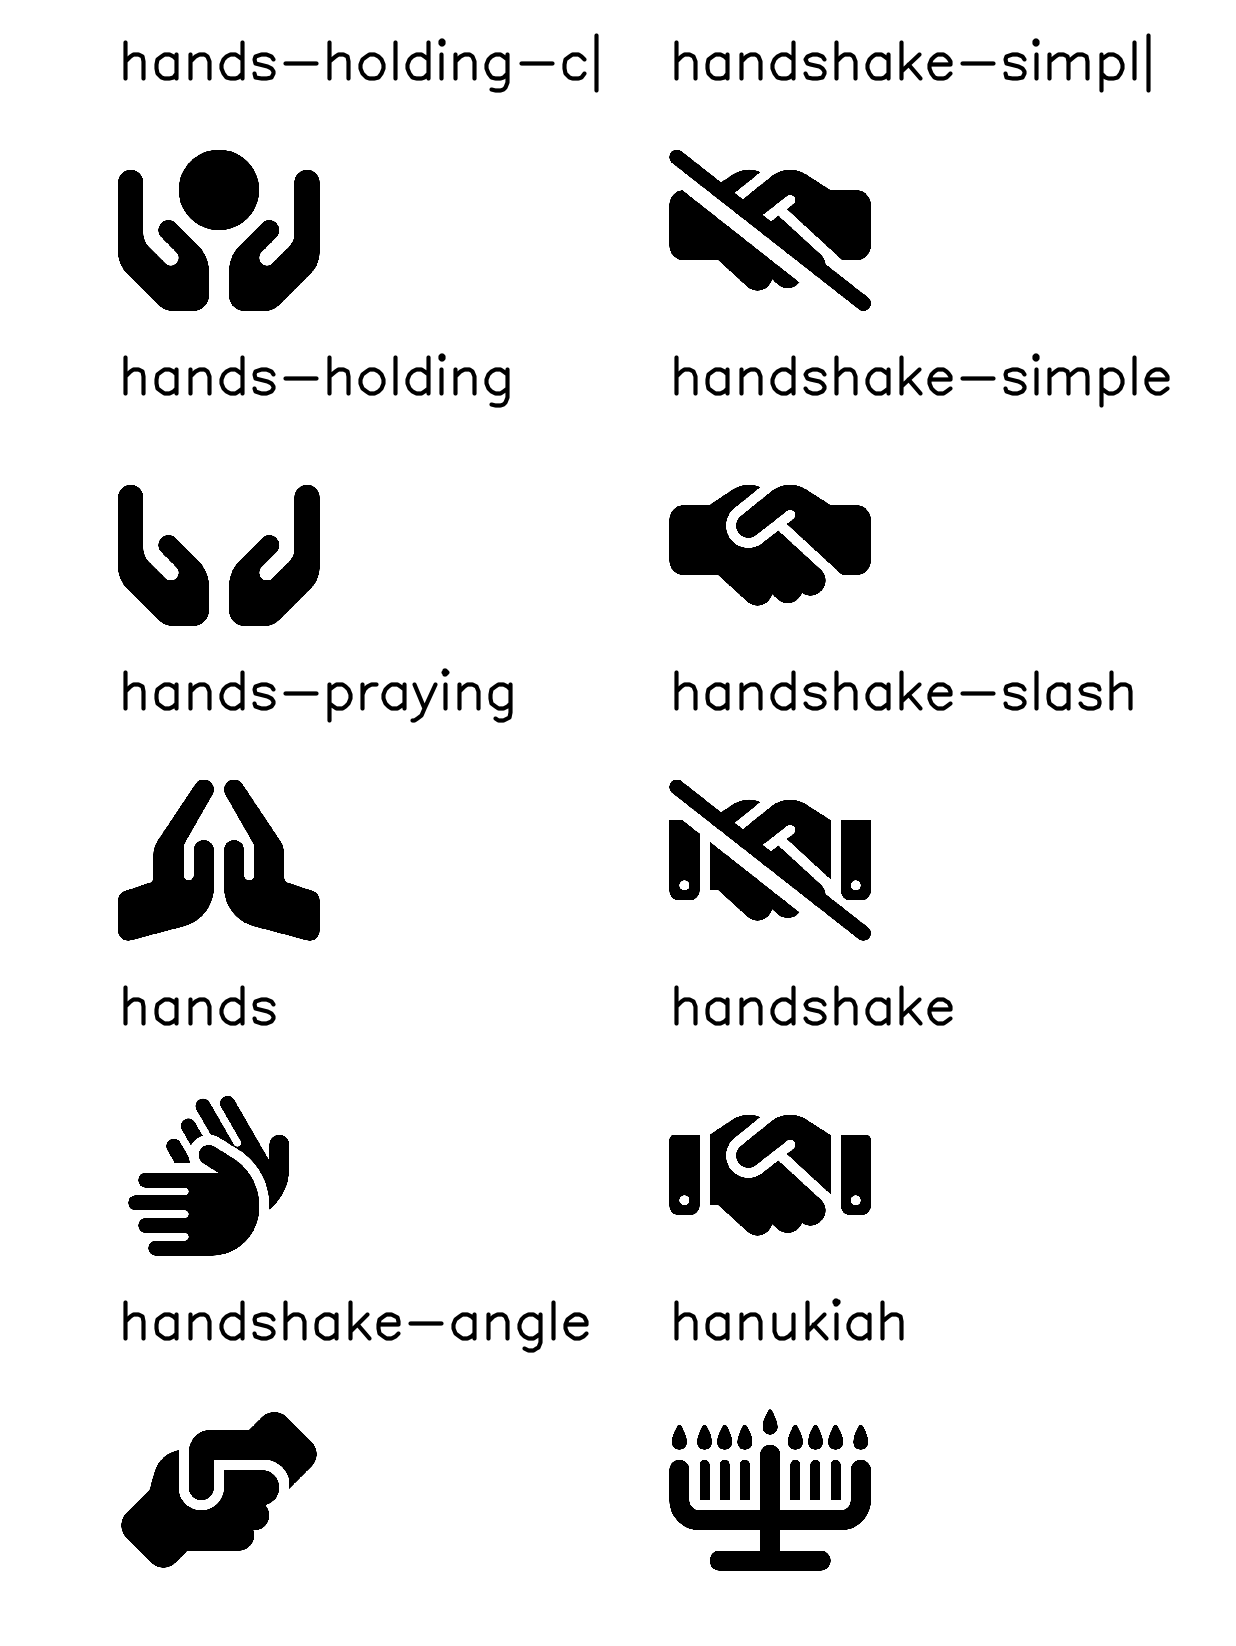 hands-holding-c|
handshake-simpl|
hands-holding
handshake-simple
hands-praying
handshake-slash
hands
handshake
handshake-angle
hanukiah